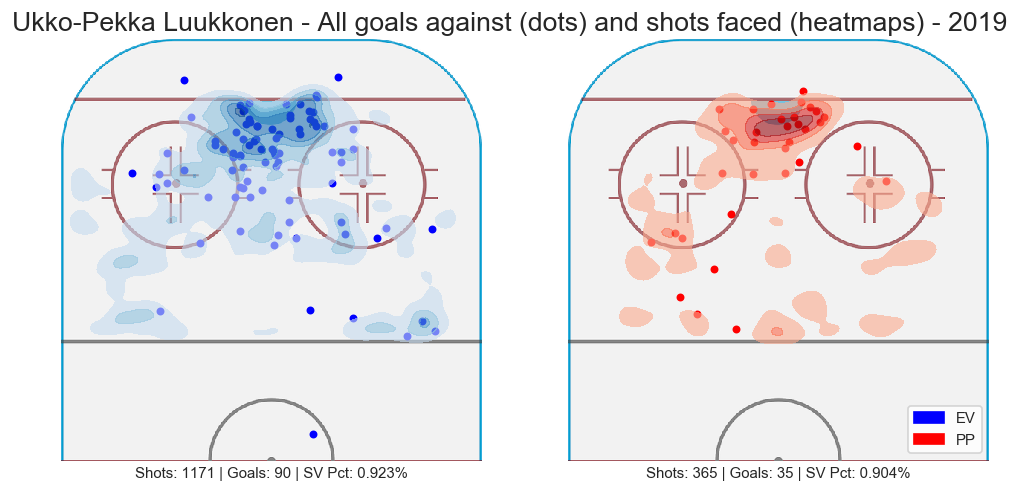 Ukko-Pekka Luukkonen - All goals against (dots) and shots faced (heatmaps) - 2019
EV
PP
Shots: 1171 | Goals: 90 | SV Pct: 0.923%
Shots: 365 | Goals: 35 | SV Pct: 0.904%